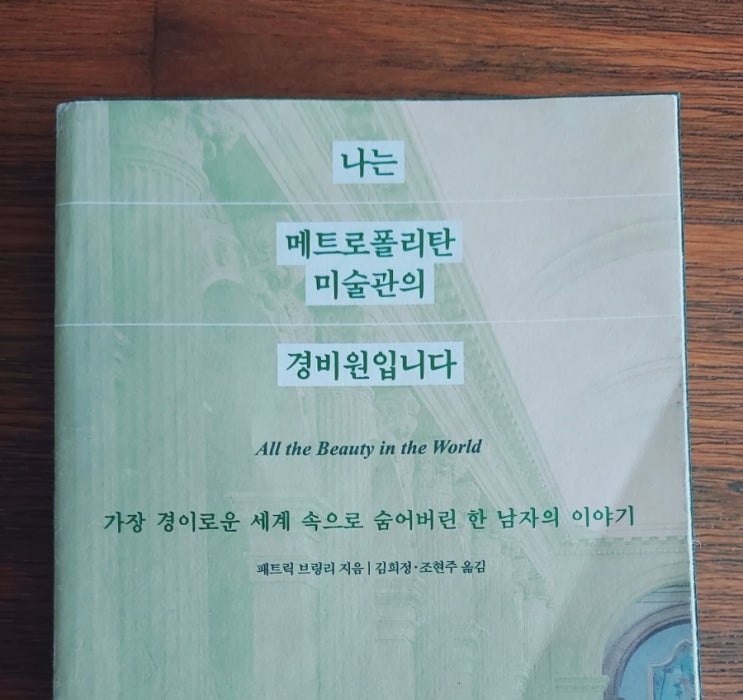 나는
메트로폴리탄
미술관의
경비원입니다
All the Beauty in the World
가장 경이로운 세계 속으로 숨어버린 한 남자의 이야기
패트릭 브링리 지음 | 김희정·조현주 옮김